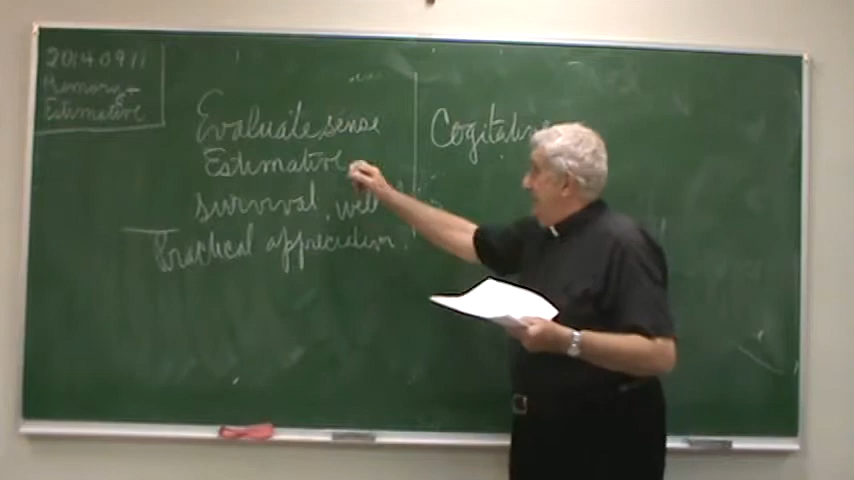 20140911
Memory &
Estimative
Evaluate sense
Estimative
survival, well
Practical appreciation.
Cogitative